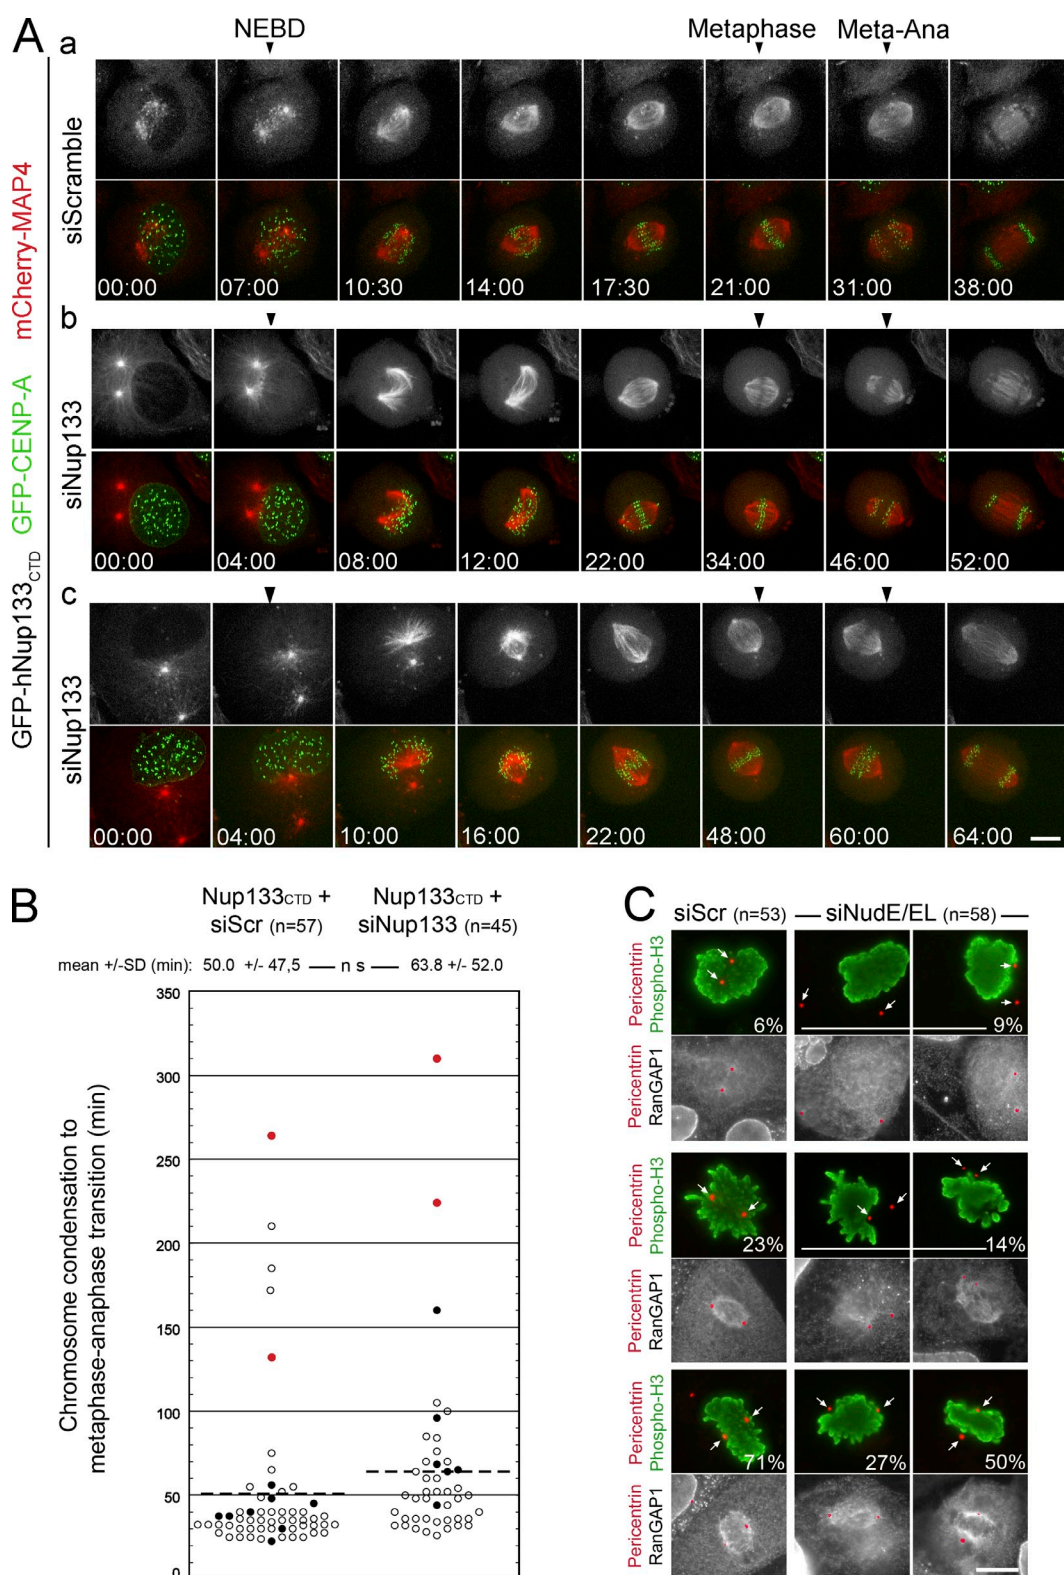 A
a
NEBD
Metaphase
Meta-Ana
GFP-hNup133CTD GFP-CENP-A mCherry-MAP4
siScramble
00:00 07:00 10:30 14:00 17:30 21:00 31:00 38:00
b
siNup133
00:00 04:00 08:00 12:00 22:00 34:00 46:00 52:00
c
siNup133
00:00 04:00 10:00 16:00 22:00 48:00 60:00 64:00
B
Nup133CTD +
siScr (n=57)
Nup133CTD +
siNup133 (n=45)
mean +/-SD (min): 50.0 +/- 47,5 — n s — 63.8 +/- 52.0
Chromosome condensation to
metaphase-anaphase transition (min)
350
300
250
200
150
100
50
0
C
siScr (n=53) — siNudE/EL (n=58) —
Pericentrin
Phospho-H3
6% 9%
Pericentrin
RanGAP1
Pericentrin
Phospho-H3
23% 14%
Pericentrin
RanGAP1
Pericentrin
Phospho-H3
71% 27% 50%
Pericentrin
RanGAP1